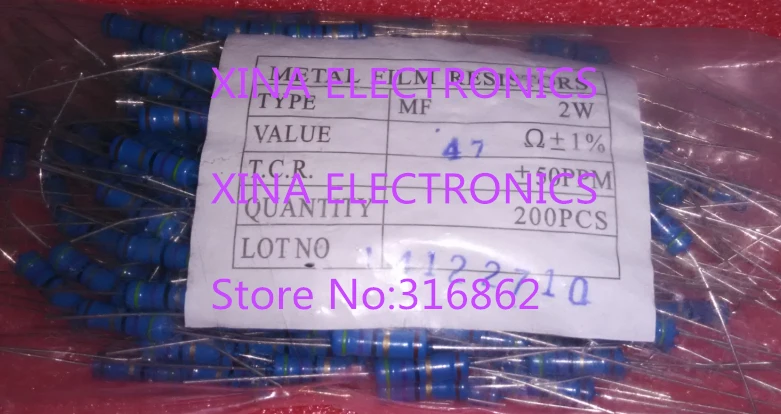 METAL FILM RESISTORS
XINA ELECTRONICS
TYPE MF 2W
VALUE 47 Ω±1%
T.C.R. ±50PPM
XINA ELECTRONICS
QUANTITY 200PCS
LOT NO
Store No:316862